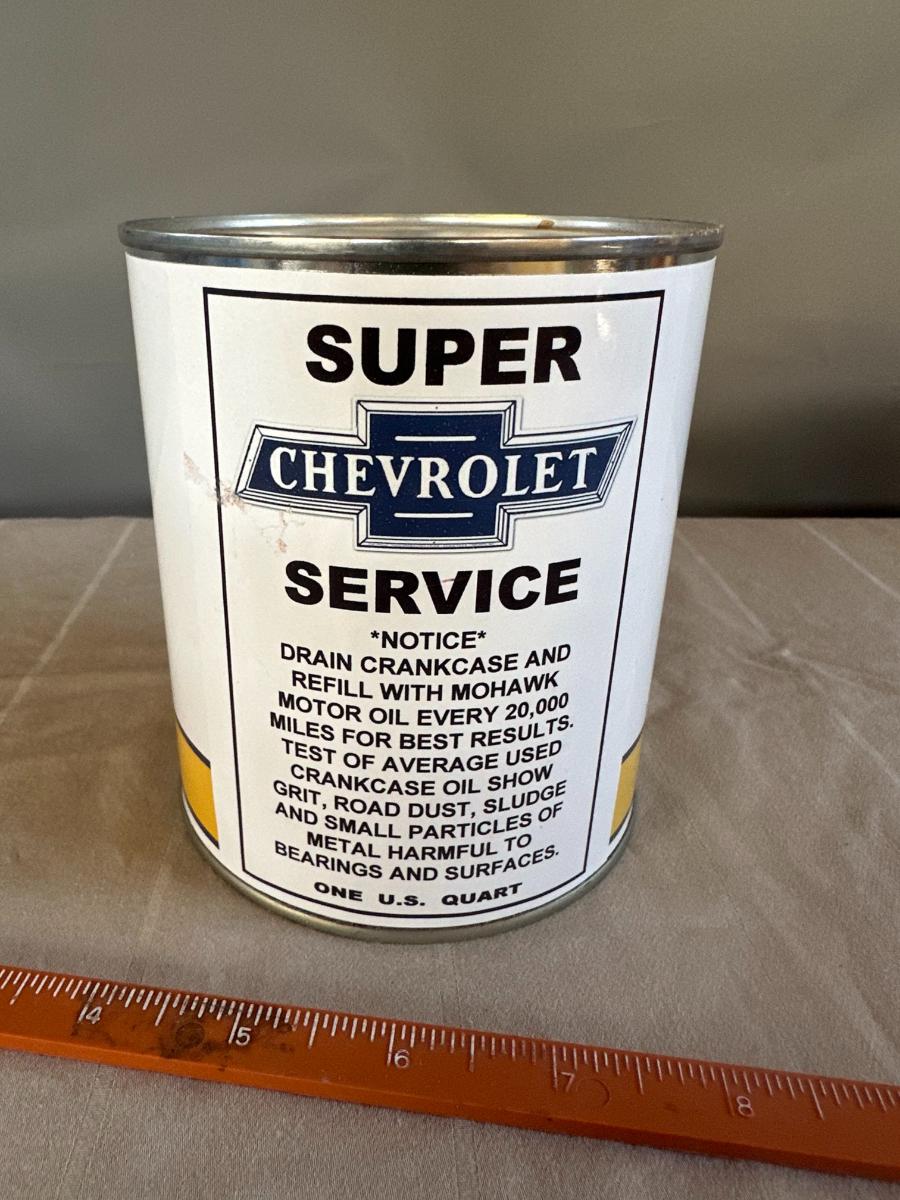 SUPER
CHEVROLET
SERVICE
*NOTICE*
DRAIN CRANKCASE AND
REFILL WITH MOHAWK
MOTOR OIL EVERY 20,000
MILES FOR BEST RESULTS.
TEST OF AVERAGE USED
CRANKCASE OIL SHOW
GRIT, ROAD DUST, SLUDGE
AND SMALL PARTICLES OF
METAL HARMFUL TO
BEARINGS AND SURFACES.
ONE U.S. QUART
4 5 6 7 8